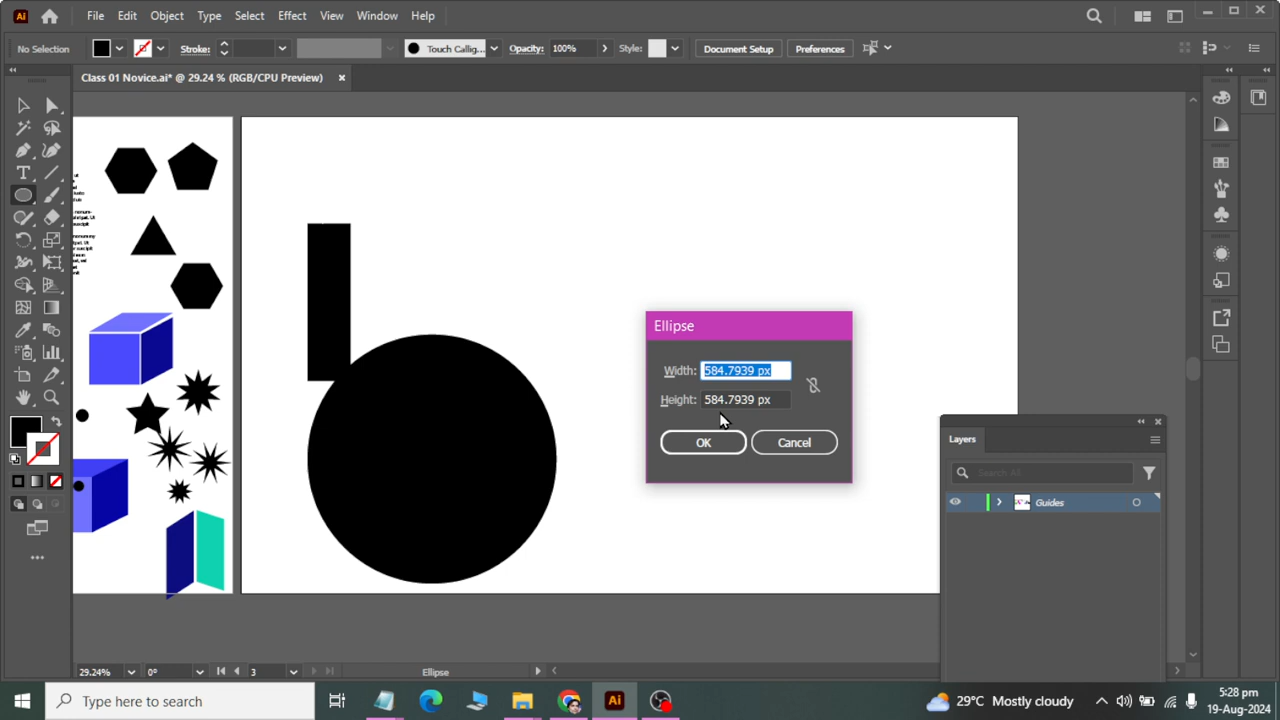 Ai File Edit Object Type Select Effect View Window Help
No Selection Stroke: Touch Callig... Opacity: 100% Style: Document Setup Preferences
Class 01 Novice.ai* @ 29.24 % (RGB/CPU Preview)
Ellipse
Width: 584.7939 px
Height: 584.7939 px
OK Cancel
Layers
Search All
Guides
29.24% 0° 3 Ellipse
Type here to search
Ai
29°C Mostly cloudy
5:28 pm
19-Aug-2024